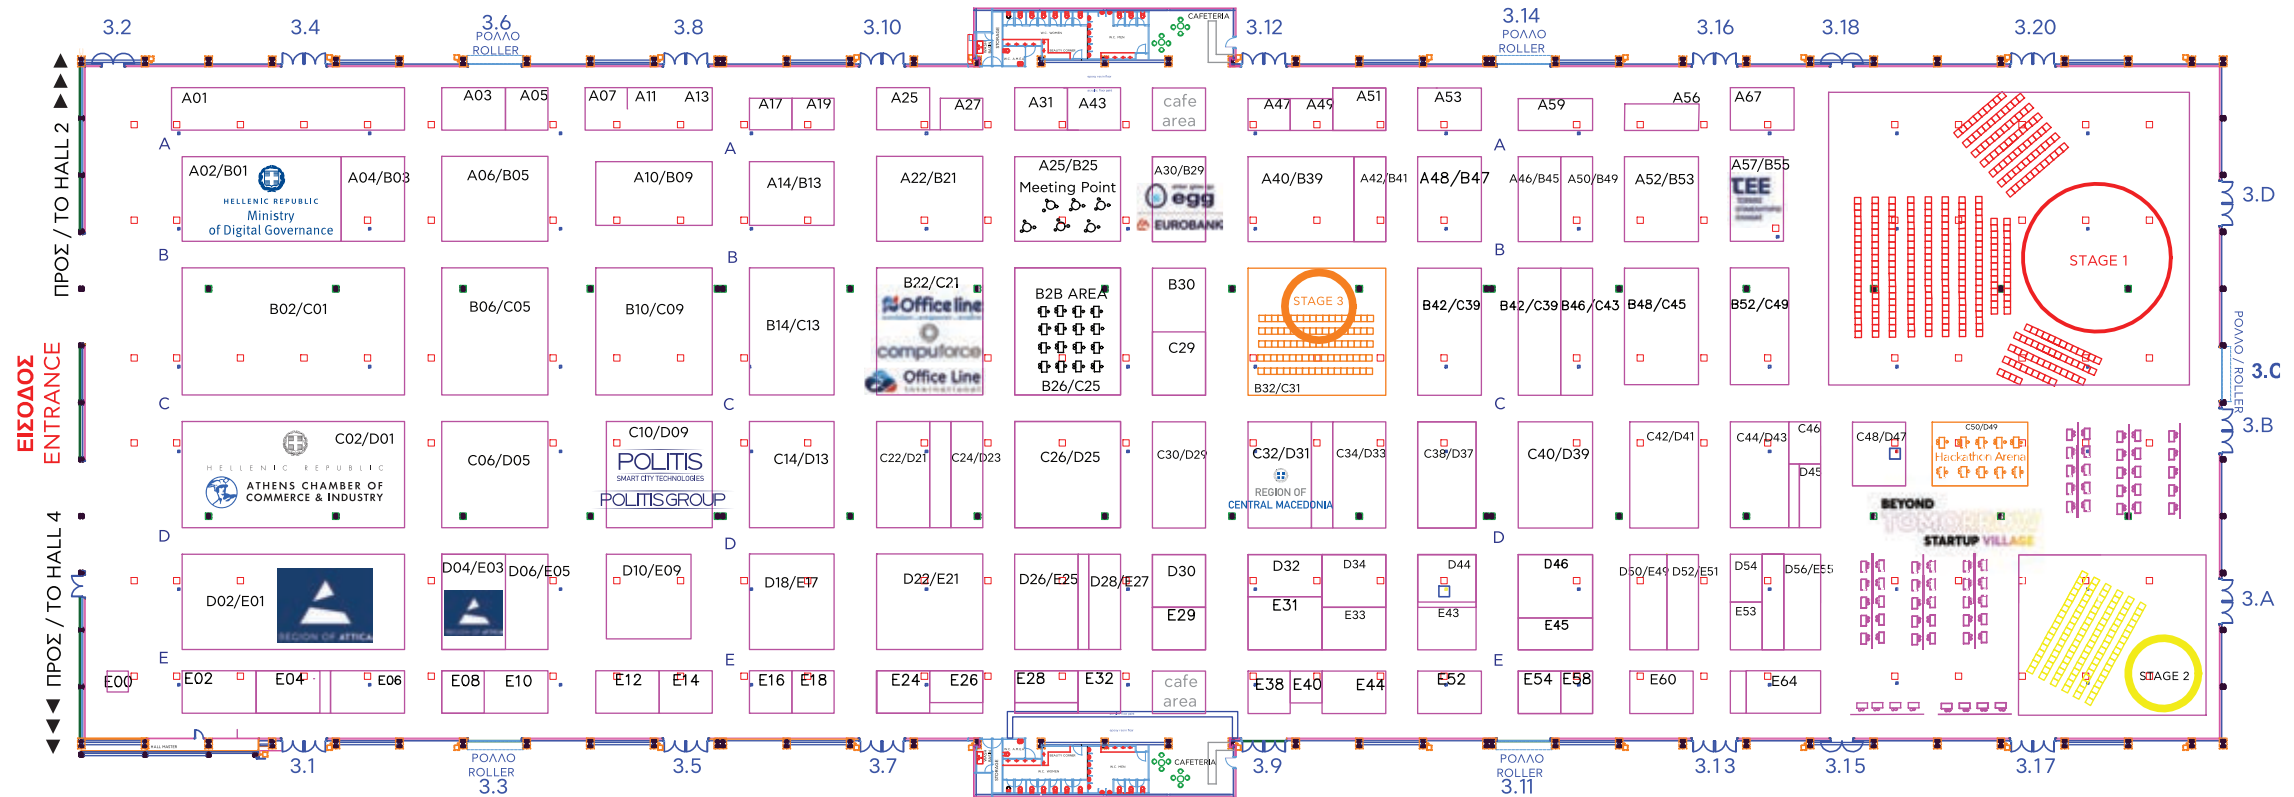 3.2
3.4
3.6
ΡΟΛΛΟ
ROLLER
3.8
3.10
CAFETERIA
3.12
3.14
ΡΟΛΛΟ
ROLLER
3.16
3.18
3.20
ΠΡΟΣ / TO HALL 2
A01
A03
A05
A07
A11
A13
A17
A19
A25
A27
A31
A43
cafe
area
A47
A49
A51
A53
A59
A56
A67
A
A
A
A02/B01
HELLENIC REPUBLIC
Ministry
of Digital Governance
A04/B03
A06/B05
A10/B09
A14/B13
A22/B21
A25/B25
Meeting Point
A30/B29
egg
EUROBANK
A40/B39
A42/B41
A48/B47
A46/B45
A50/B49
A52/B53
A57/B55
TEE
3.D
STAGE 1
B
B
B
B02/C01
B06/C05
B10/C09
B14/C13
B22/C21
Office line
computorce
Office Line
International
B2B AREA
B26/C25
B30
C29
STAGE 3
B32/C31
B42/C39
B42/C39
B46/C43
B48/C45
B52/C49
ΡΟΛΛΟ / ROLLER
3.C
ΕΙΣΟΔΟΣ
ENTRANCE
C
C
C
C02/D01
HELLENIC REPUBLIC
ATHENS CHAMBER OF
COMMERCE & INDUSTRY
C06/D05
C10/D09
POLITIS
SMART CITY TECHNOLOGIES
POLITIS GROUP
C14/D13
C22/D21
C24/D23
C26/D25
C30/D29
C32/D31
REGION OF
CENTRAL MACEDONIA
C34/D33
C38/D37
C40/D39
C42/D41
C44/D43
C46
D45
C48/D47
C50/D49
Hackathon Arena
3.B
BEYOND
TOMORROW
STARTUP VILLAGE
D
D
D
ΠΡΟΣ / TO HALL 4
D02/E01
REGION OF ATTICA
D04/E03
REGION OF ATTICA
D06/E05
D10/E09
D18/E17
D22/E21
D26/E25
D28/E27
D30
E29
D32
E31
D34
E33
D44
E43
D46
E45
D50/E49
D52/E51
D54
E53
D56/E55
3.A
E
E
E
E00
E02
E04
E06
E08
E10
E12
E14
E16
E18
E24
E26
E28
E32
cafe
area
E38
E40
E44
E52
E54
E58
E60
E64
STAGE 2
HALL MASTER
3.1
ΡΟΛΛΟ
ROLLER
3.3
3.5
3.7
CAFETERIA
3.9
ΡΟΛΛΟ
ROLLER
3.11
3.13
3.15
3.17